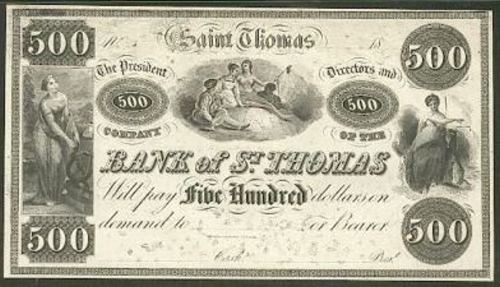 500 No. Saint Thomas 18 500
The President Directors and
500 500
COMPANY OF THE
BANK of St. THOMAS
Will pay Five Hundred dollars on
demand to or Bearer
500 Cash.r Pres.t 500